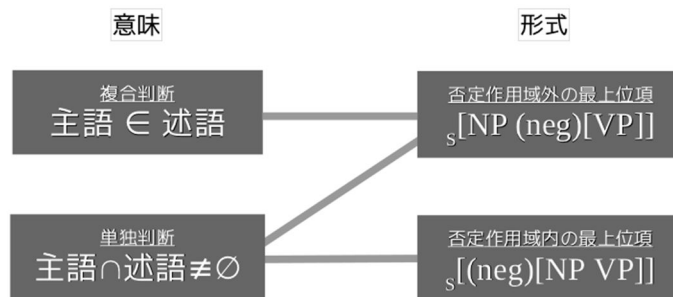 意味
形式
複合判断
主語 ∈ 述語
否定作用域外の最上位項
S[NP (neg)[VP]]
単独判断
主語∩述語≢∅
否定作用域内の最上位項
S[(neg)[NP VP]]